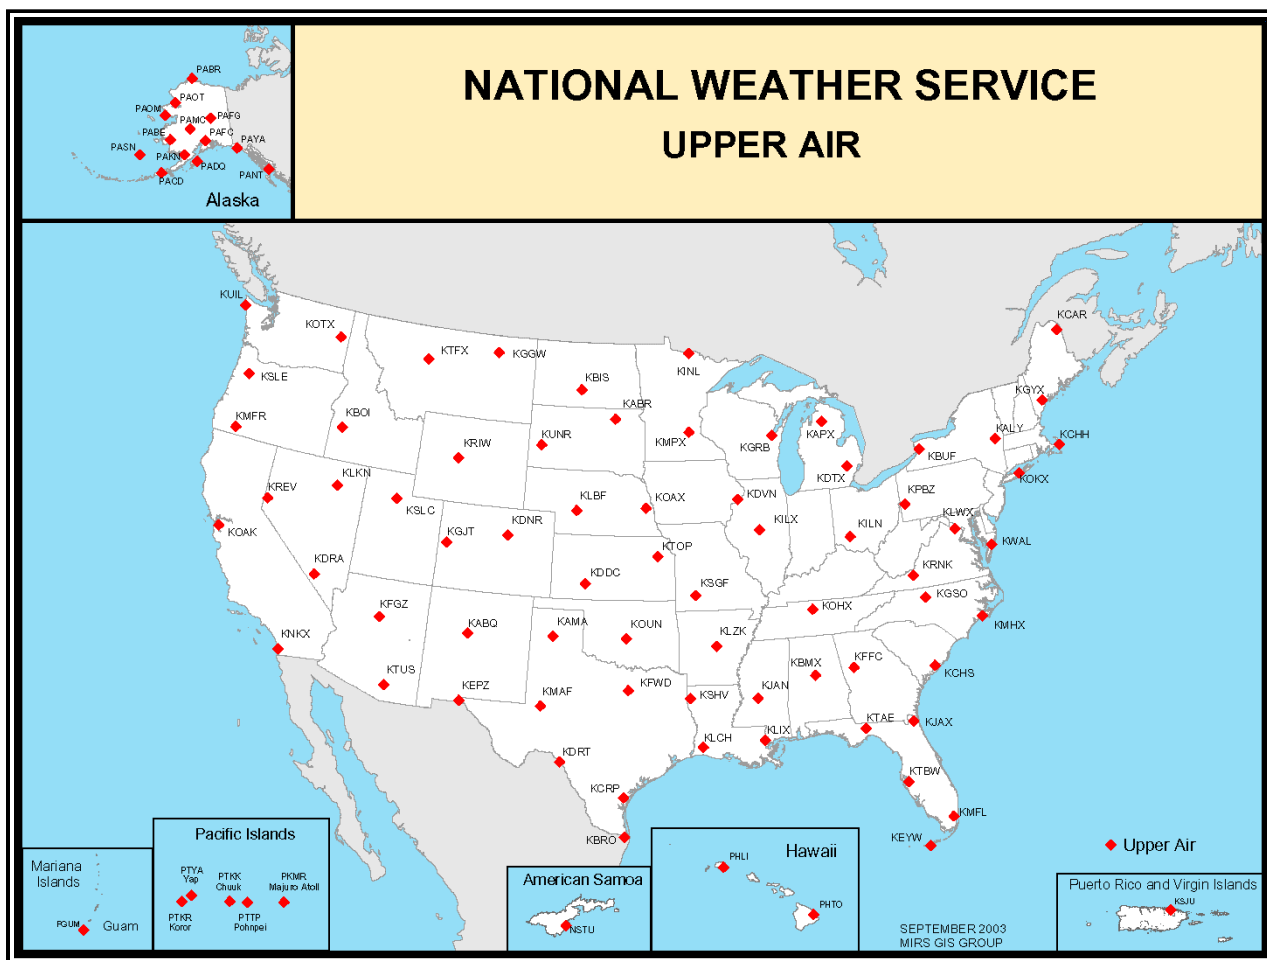 NATIONAL WEATHER SERVICE
UPPER AIR
PABR
PAOT
PAOM
PAMC
PAFG
PABE
PAFC
PAYA
PASN
PAKN
PADQ
PACD
PANT
Alaska
KUIL
KOTX
KCAR
KTFX
KGGW
KINL
KSLE
KBIS
KGYX
KABR
KMFR
KBOI
KALY
KAPX
KCHH
KRIW
KUNR
KMPX
KGRB
KBUF
KDTX
KOKX
KLKN
KREV
KSLC
KLBF
KOAX
KDVN
KPBZ
KLWX
KOAK
KGJT
KDNR
KILX
KILN
KWAL
KDRA
KTOP
KDDC
KRNK
KSGF
KGSO
KFGZ
KOHX
KMHX
KNKX
KABQ
KAMA
KOUN
KLZK
KFFC
KBMX
KTUS
KCHS
KEPZ
KMAF
KFWD
KSHV
KJAN
KTAE
KJAX
KLCH
KLIX
KDRT
KTBW
KCRP
KMFL
KBRO
KEYW
Upper Air
Mariana
Islands
PGUM
Guam
Pacific Islands
PTYA
Yap
PTKK
Chuuk
PKMR
Majuro Atoll
PTKR
Koror
PTTP
Pohnpei
American Samoa
NSTU
Hawaii
PHLI
PHTO
SEPTEMBER 2003
MIRS GIS GROUP
Puerto Rico and Virgin Islands
KSJU